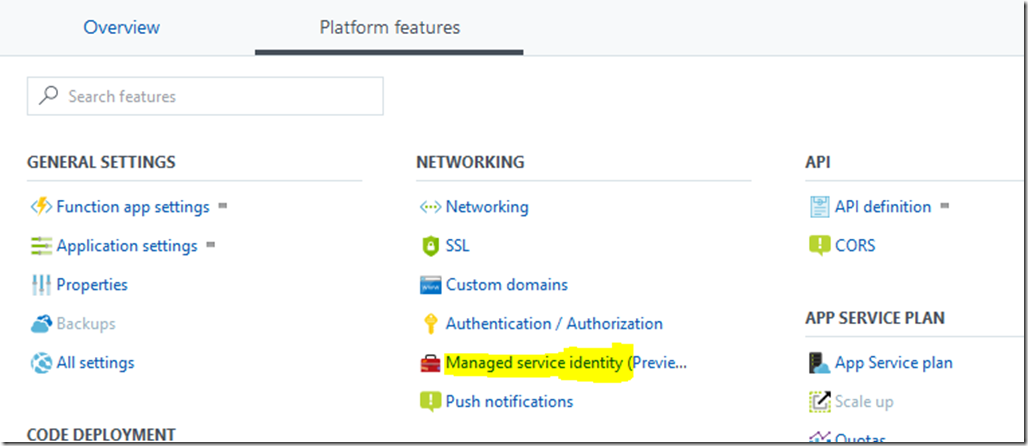 Overview
Platform features
Search features
GENERAL SETTINGS
Function app settings
Application settings
Properties
Backups
All settings
CODE DEPLOYMENT
NETWORKING
Networking
SSL
Custom domains
Authentication / Authorization
Managed service identity (Previe...
Push notifications
API
API definition
CORS
APP SERVICE PLAN
App Service plan
Scale up
Quotas